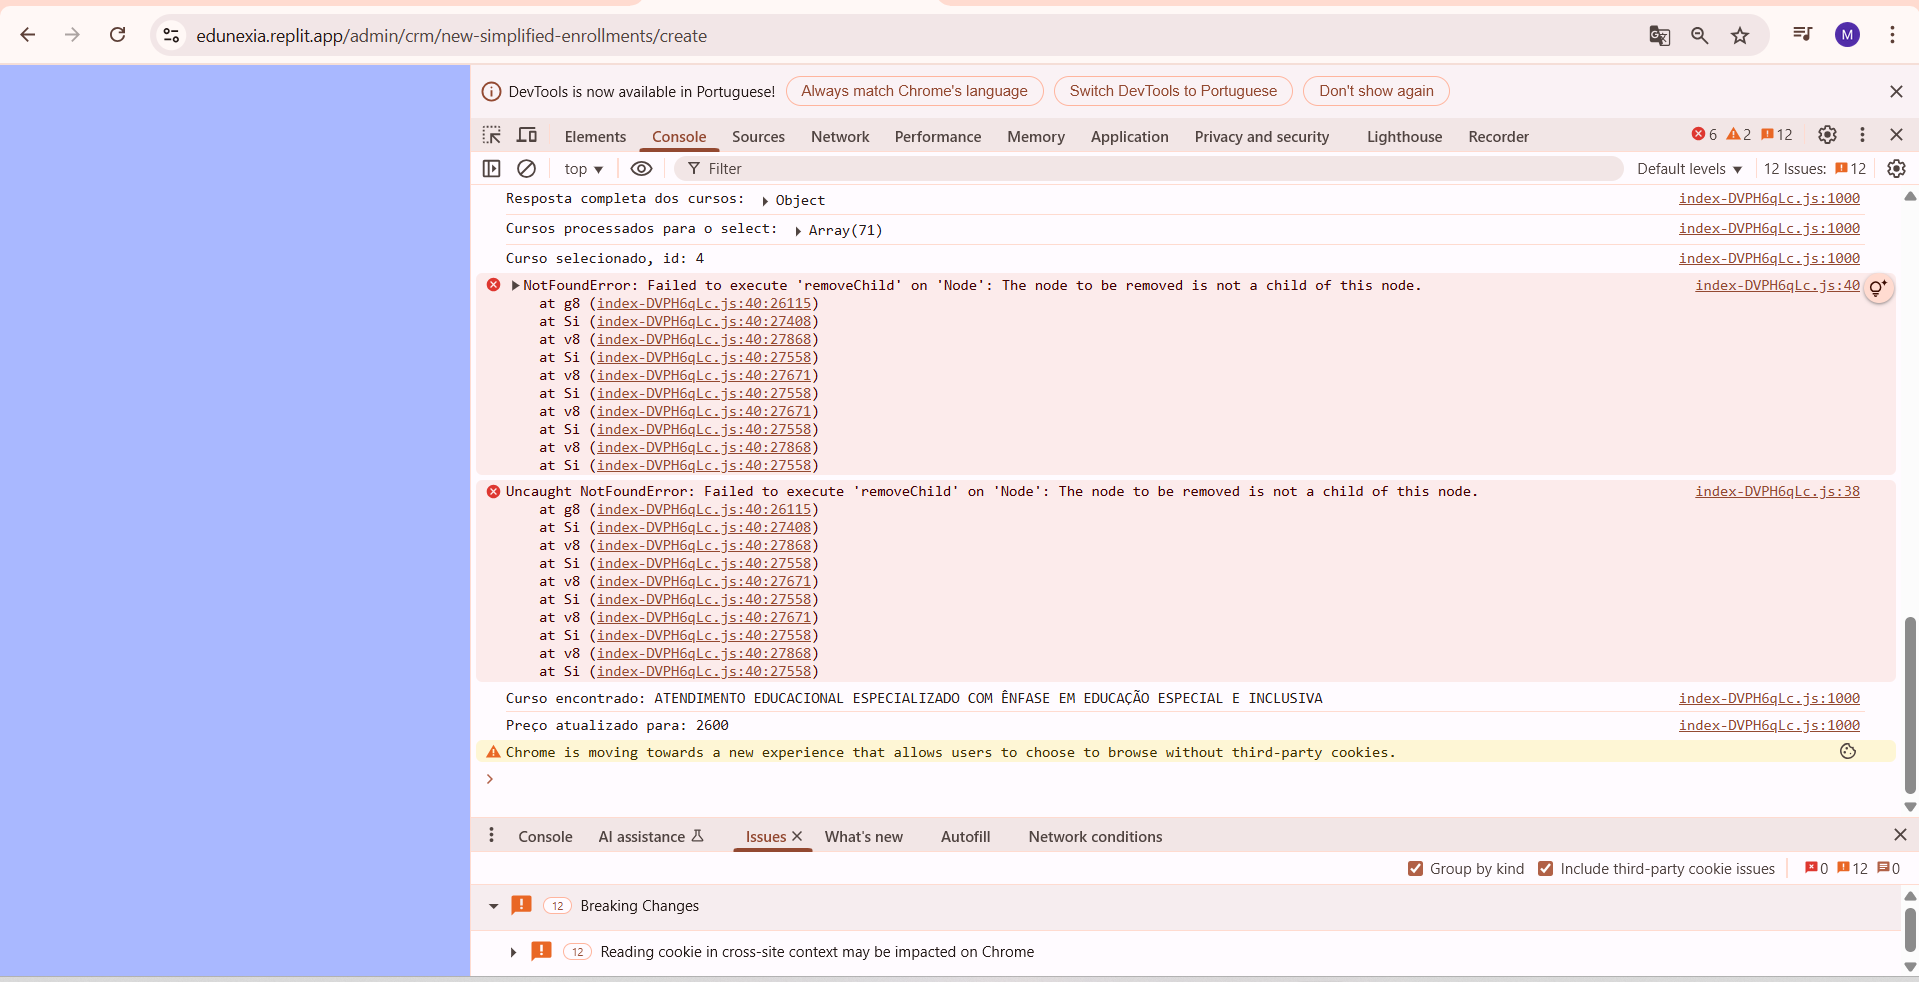 edunexia.replit.app/admin/crm/new-simplified-enrollments/create
M
DevTools is now available in Portuguese! Always match Chrome's language Switch DevTools to Portuguese Don't show again
Elements Console Sources Network Performance Memory Application Privacy and security Lighthouse Recorder 6 2 12
top Filter Default levels 12 Issues: 12
Resposta completa dos cursos: Object index-DVPH6qLc.js:1000
Cursos processados para o select: Array(71) index-DVPH6qLc.js:1000
Curso selecionado, id: 4 index-DVPH6qLc.js:1000
NotFoundError: Failed to execute 'removeChild' on 'Node': The node to be removed is not a child of this node. index-DVPH6qLc.js:40
at g8 (index-DVPH6qLc.js:40:26115)
at Si (index-DVPH6qLc.js:40:27408)
at v8 (index-DVPH6qLc.js:40:27868)
at Si (index-DVPH6qLc.js:40:27558)
at v8 (index-DVPH6qLc.js:40:27671)
at Si (index-DVPH6qLc.js:40:27558)
at v8 (index-DVPH6qLc.js:40:27671)
at Si (index-DVPH6qLc.js:40:27558)
at v8 (index-DVPH6qLc.js:40:27868)
at Si (index-DVPH6qLc.js:40:27558)
Uncaught NotFoundError: Failed to execute 'removeChild' on 'Node': The node to be removed is not a child of this node. index-DVPH6qLc.js:38
at g8 (index-DVPH6qLc.js:40:26115)
at Si (index-DVPH6qLc.js:40:27408)
at v8 (index-DVPH6qLc.js:40:27868)
at Si (index-DVPH6qLc.js:40:27558)
at v8 (index-DVPH6qLc.js:40:27671)
at Si (index-DVPH6qLc.js:40:27558)
at v8 (index-DVPH6qLc.js:40:27671)
at Si (index-DVPH6qLc.js:40:27558)
at v8 (index-DVPH6qLc.js:40:27868)
at Si (index-DVPH6qLc.js:40:27558)
Curso encontrado: ATENDIMENTO EDUCACIONAL ESPECIALIZADO COM ÊNFASE EM EDUCAÇÃO ESPECIAL E INCLUSIVA index-DVPH6qLc.js:1000
Preço atualizado para: 2600 index-DVPH6qLc.js:1000
Chrome is moving towards a new experience that allows users to choose to browse without third-party cookies.
Console AI assistance Issues What's new Autofill Network conditions
Group by kind Include third-party cookie issues 0 12 0
12 Breaking Changes
12 Reading cookie in cross-site context may be impacted on Chrome